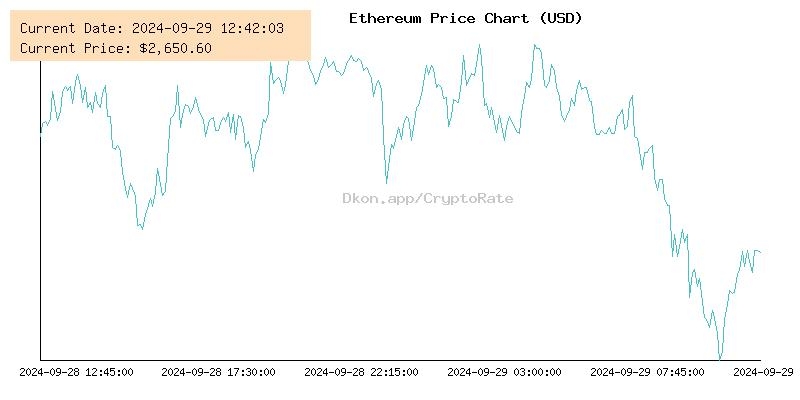 Ethereum Price Chart (USD)
Current Date: 2024-09-29 12:42:03
Current Price: $2,650.60
Dkon.app/CryptoRate
2024-09-28 12:45:00 2024-09-28 17:30:00 2024-09-28 22:15:00 2024-09-29 03:00:00 2024-09-29 07:45:00 2024-09-29